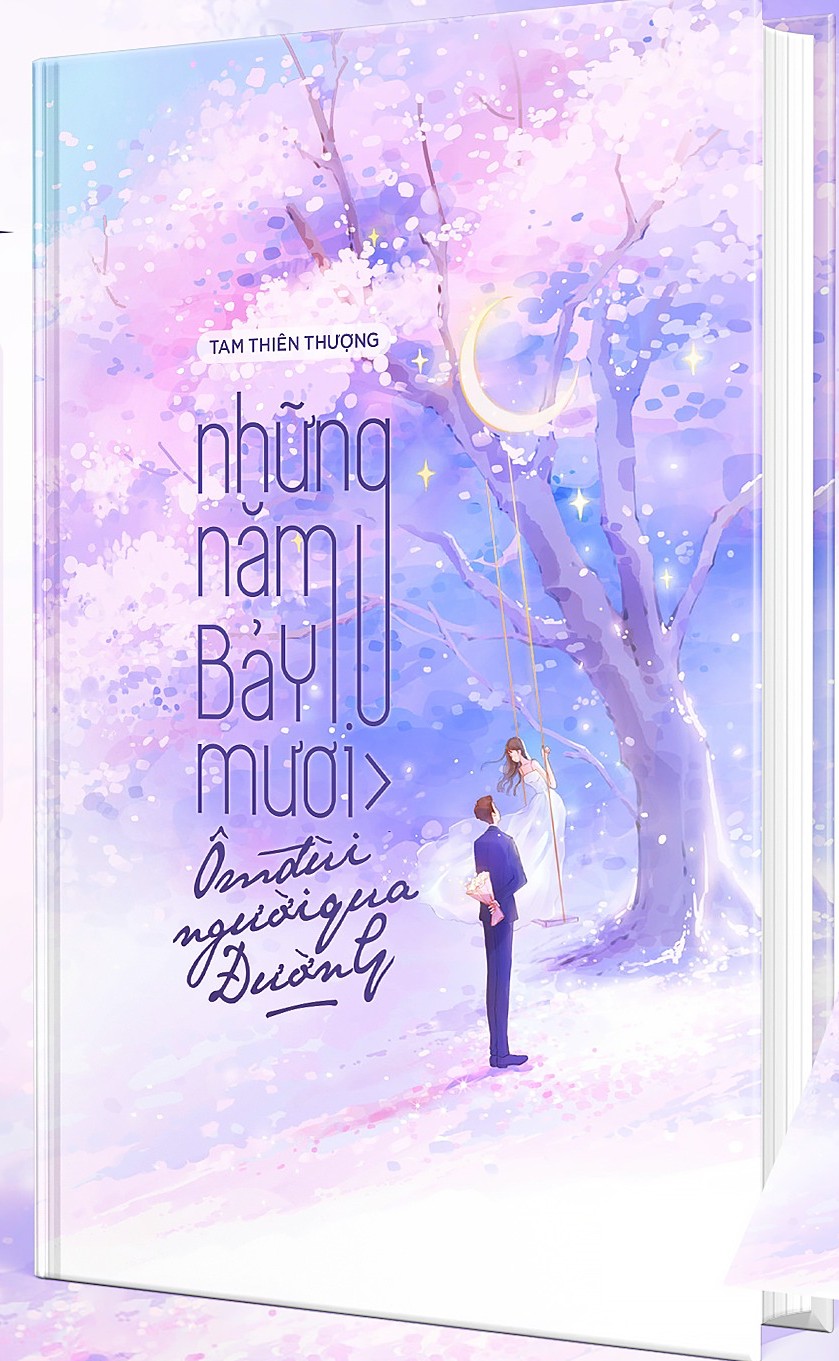 TAM THIÊN THƯỢNG
những
năm
Bảy
mươi
Ôm đùi
người qua
Đường